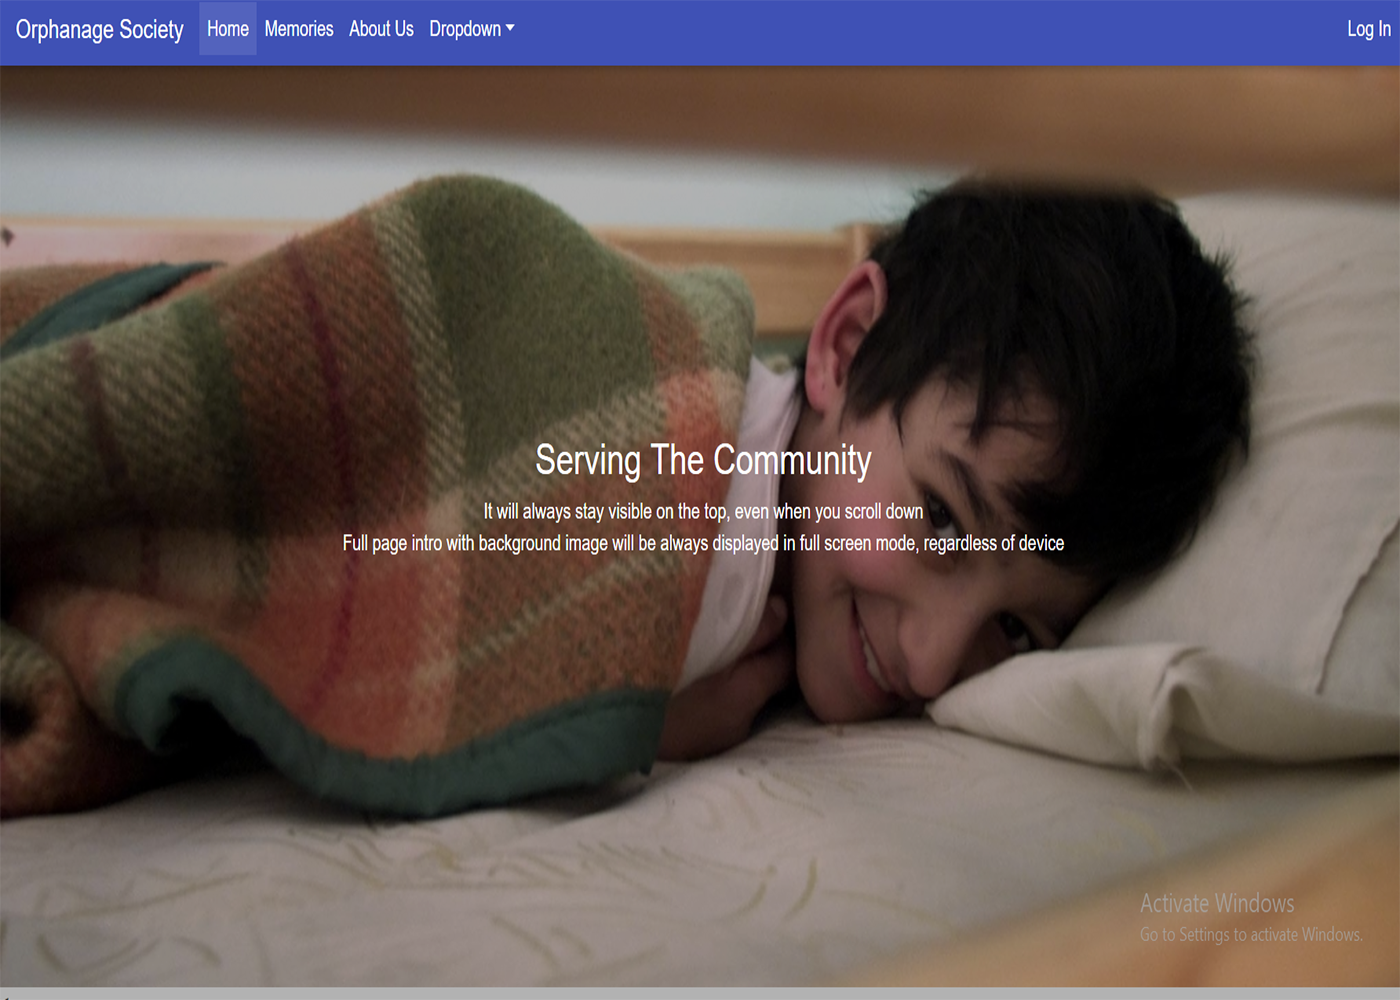 Orphanage Society Home Memories About Us Dropdown Log In
Serving The Community
It will always stay visible on the top, even when you scroll down
Full page intro with background image will be always displayed in full screen mode, regardless of device
Activate Windows
Go to Settings to activate Windows.